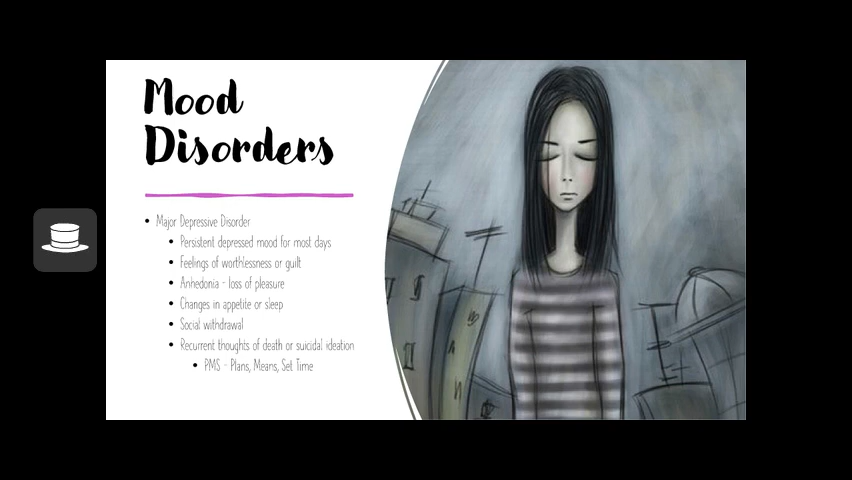 Mood
Disorders
Major Depressive Disorder
Persistent depressed mood for most days
Feelings of worthlessness or guilt
Anhedonia - loss of pleasure
Changes in appetite or sleep
Social withdrawal
Recurrent thoughts of death or suicidal ideation
PMS - Plans, Means, Set Time